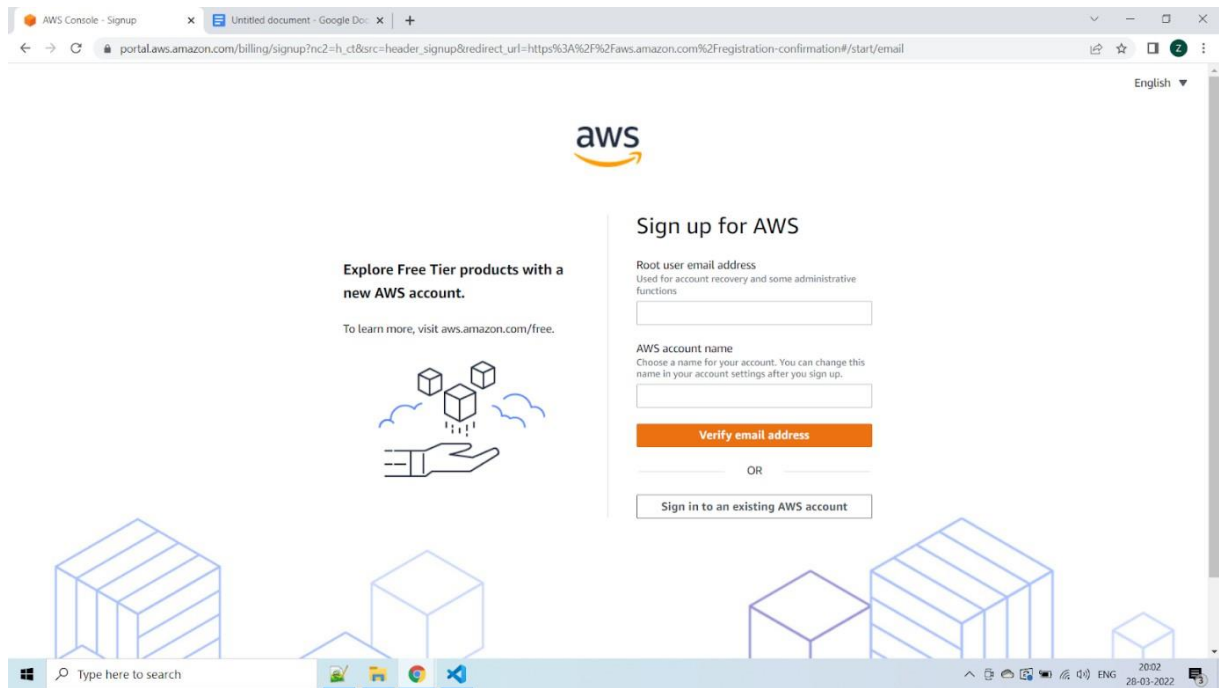 AWS Console - Signup
Untitled document - Google Doc
portal.aws.amazon.com/billing/signup?nc2=h_ct&src=header_signup&redirect_url=https%3A%2F%2Faws.amazon.com%2Fregistration-confirmation#/start/email
Z
English
aws
Explore Free Tier products with a
new AWS account.
To learn more, visit aws.amazon.com/free.
Sign up for AWS
Root user email address
Used for account recovery and some administrative
functions
AWS account name
Choose a name for your account. You can change this
name in your account settings after you sign up.
Verify email address
OR
Sign in to an existing AWS account
Type here to search
ENG
20:02
28-03-2022
3